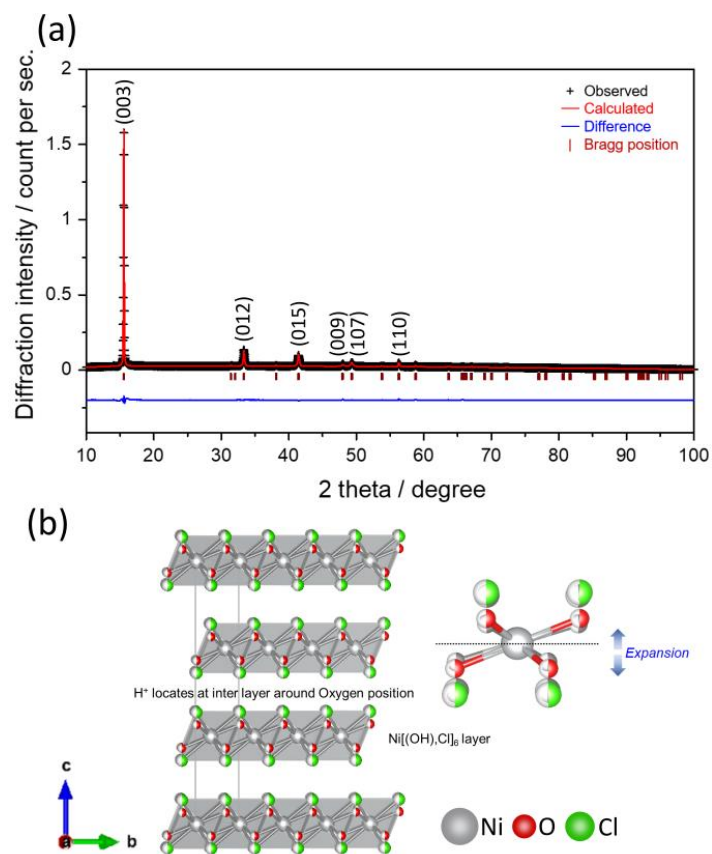 (a)
Diffraction intensity / count per sec.
2
1.5
1
0.5
0
(003)
(012)
(015)
(009)
(107)
(110)
+ Observed
Calculated
Difference
| Bragg position
10 20 30 40 50 60 70 80 90 100
2 theta / degree
(b)
H⁺ locates at inter layer around Oxygen position
Ni[(OH),Cl]₆ layer
Expansion
c
a
b
Ni O Cl